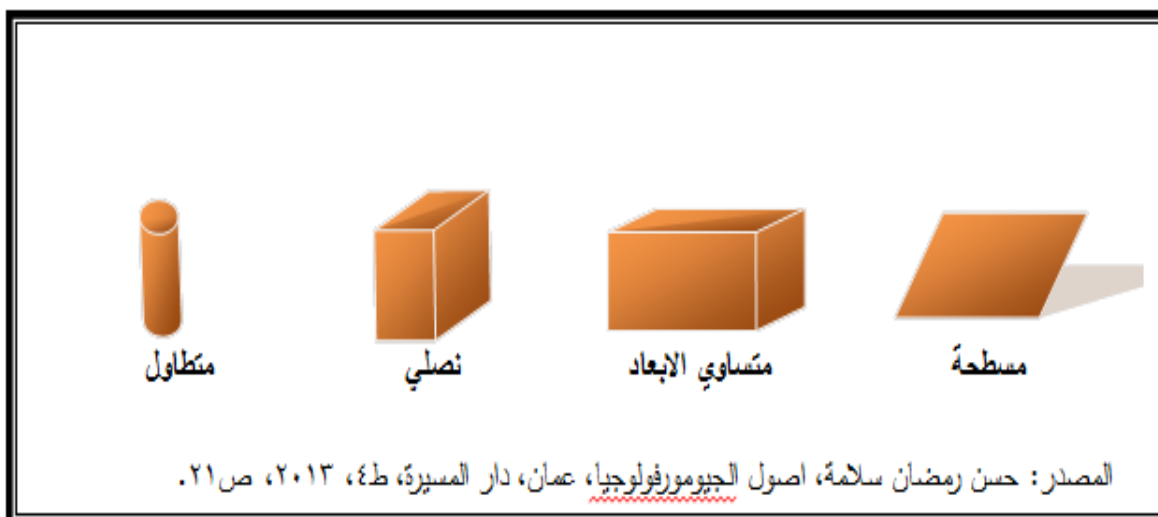 مسطحة
متساوي الابعاد
نصلي
متطاول
المصدر: حسن رمضان سلامة، اصول الجيومورفولوجيا، عمان، دار المسيرة، ط٤، ٢٠١٣، ص٢١.